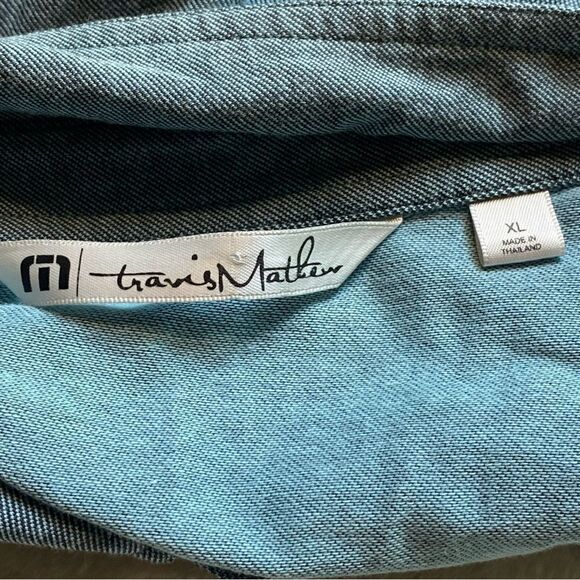 travisMathew
XL
MADE IN
THAILAND